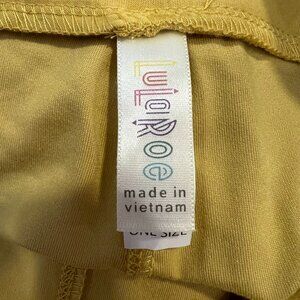 LuLaRoe
made in
vietnam
ONE SIZE